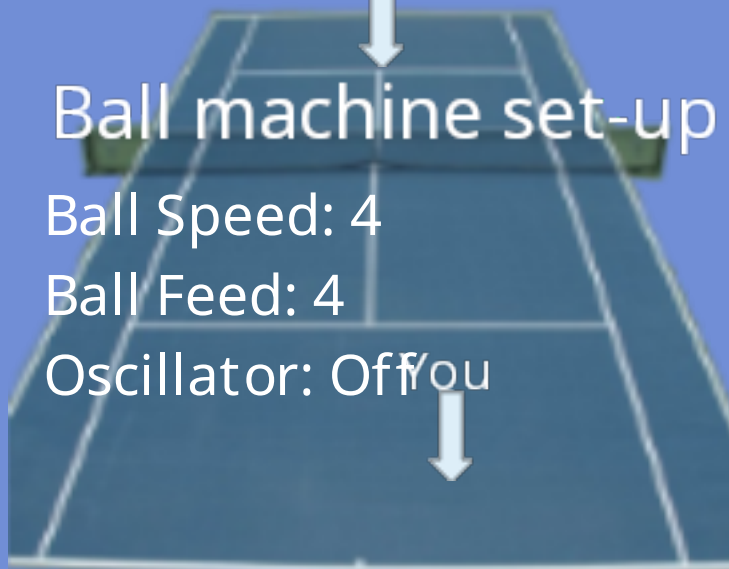 Ball machine set-up
Ball Speed: 4
Ball Feed: 4
Oscillator: Off
You